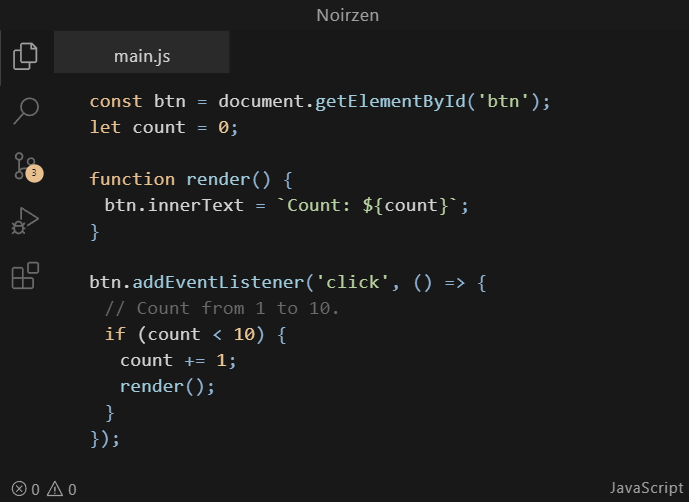 Noirzen
main.js
const btn = document.getElementById('btn');
let count = 0;
function render() {
btn.innerText = `Count: ${count}`;
}
btn.addEventListener('click', () => {
// Count from 1 to 10.
if (count < 10) {
count += 1;
render();
}
});
3
0 0
JavaScript